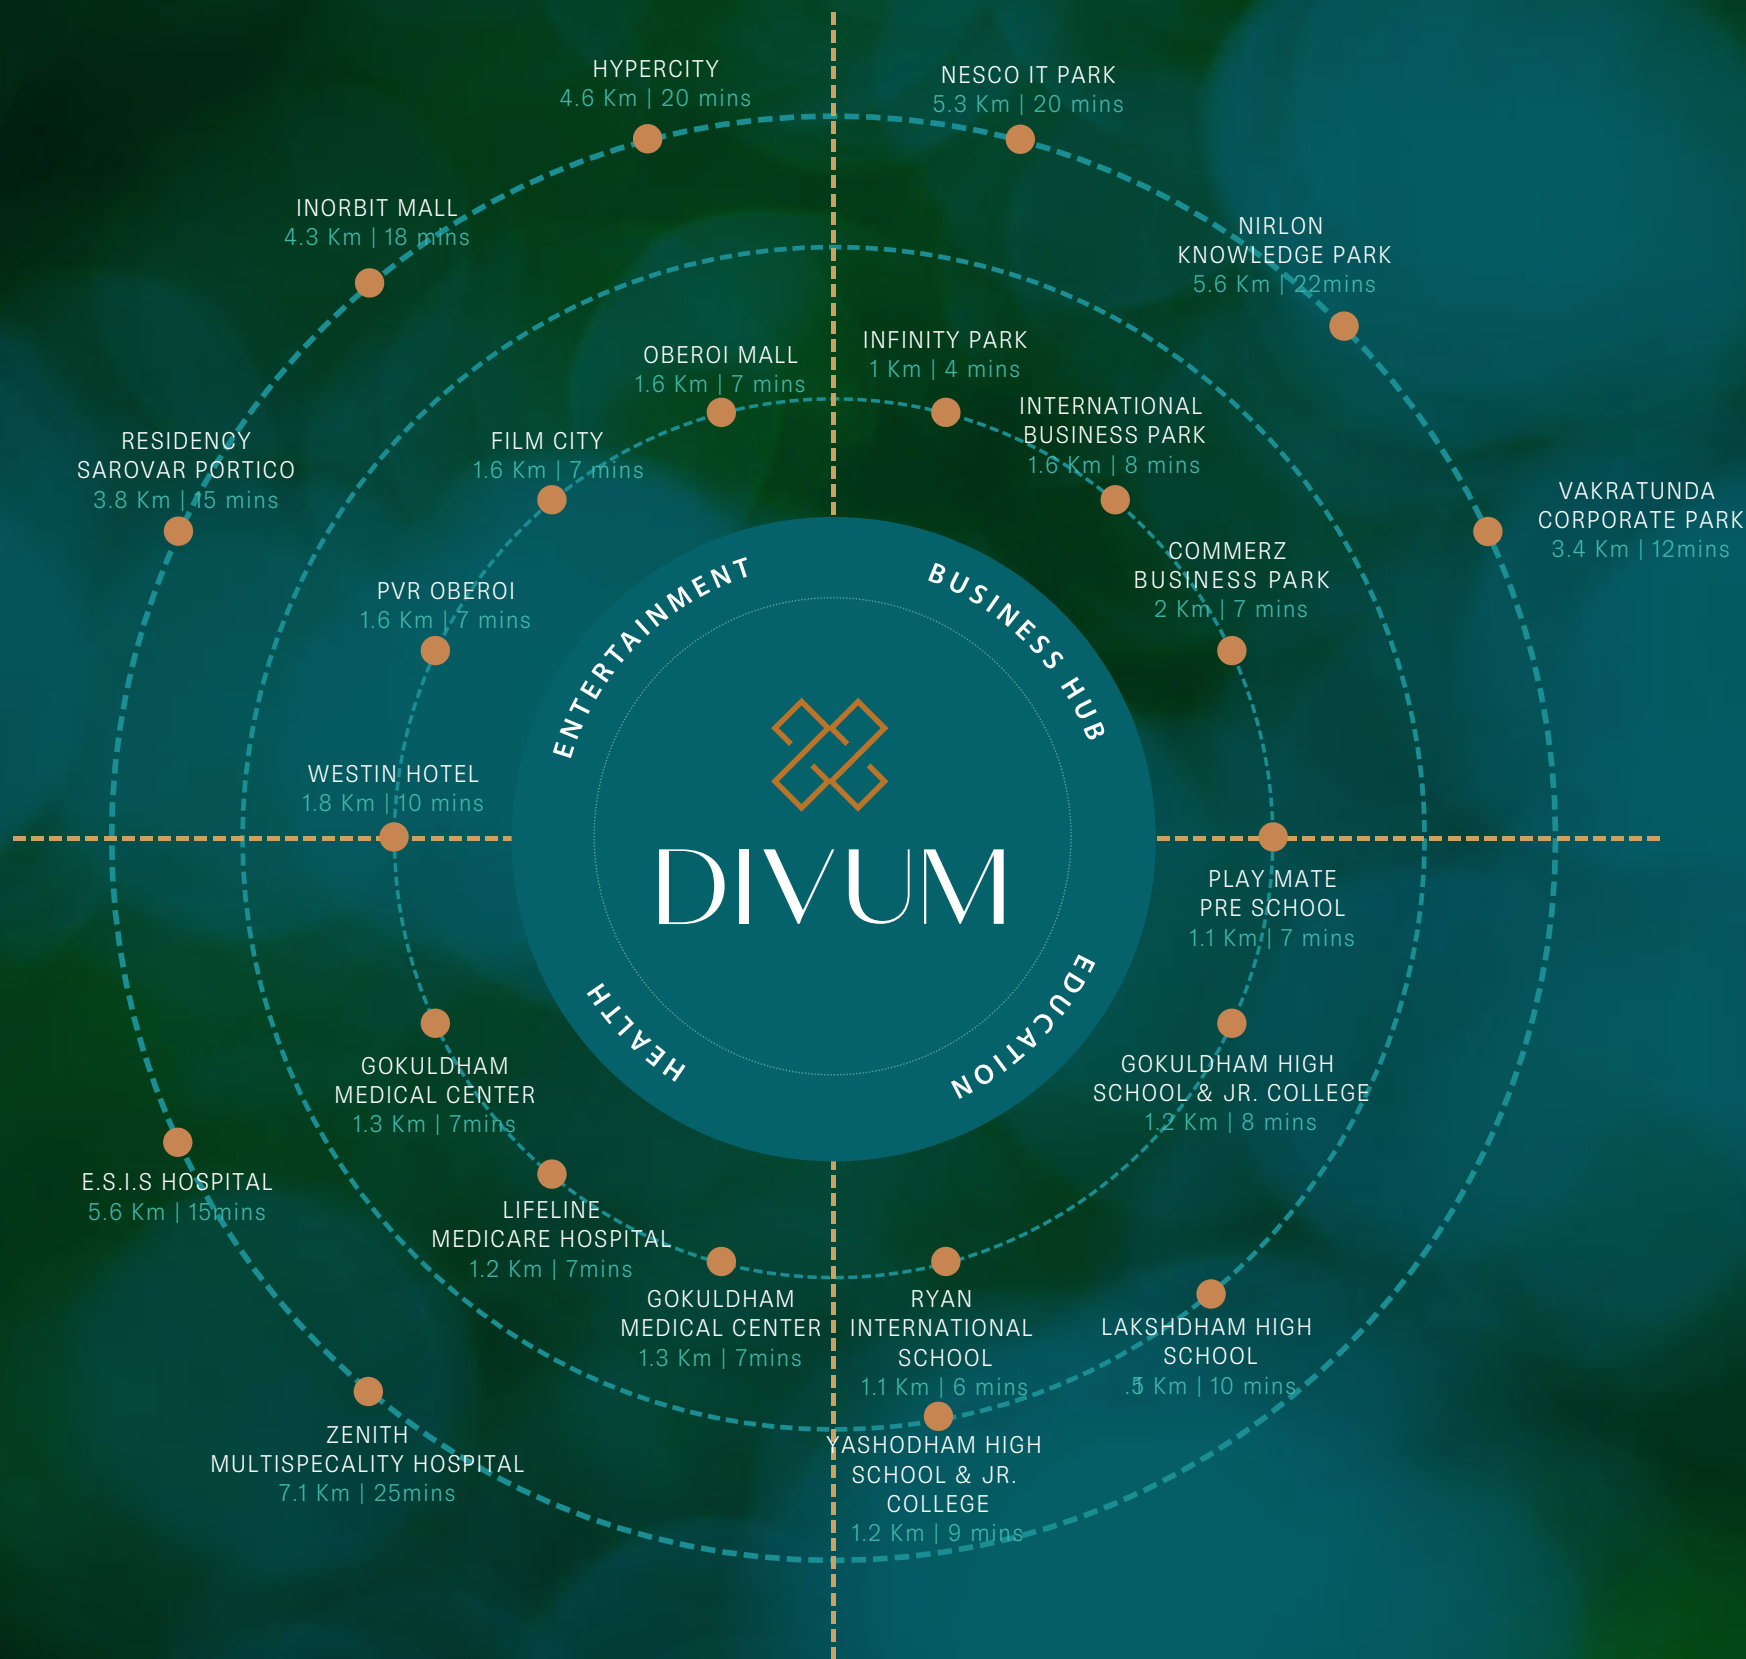 HYPERCITY
4.6 Km | 20 mins
NESCO IT PARK
5.3 Km | 20 mins
INORBIT MALL
4.3 Km | 18 mins
NIRLON
KNOWLEDGE PARK
5.6 Km | 22mins
OBEROI MALL
1.6 Km | 7 mins
INFINITY PARK
1 Km | 4 mins
INTERNATIONAL
BUSINESS PARK
1.6 Km | 8 mins
RESIDENCY
SAROVAR PORTICO
3.8 Km | 15 mins
FILM CITY
1.6 Km | 7 mins
VAKRATUNDA
CORPORATE PARK
3.4 Km | 12mins
COMMERZ
BUSINESS PARK
2 Km | 7 mins
PVR OBEROI
1.6 Km | 7 mins
ENTERTAINMENT
BUSINESS HUB
WESTIN HOTEL
1.8 Km | 10 mins
DIVUM
PLAY MATE
PRE SCHOOL
1.1 Km | 7 mins
HEALTH
EDUCATION
GOKULDHAM
MEDICAL CENTER
1.3 Km | 7mins
GOKULDHAM HIGH
SCHOOL & JR. COLLEGE
1.2 Km | 8 mins
E.S.I.S HOSPITAL
5.6 Km | 15mins
LIFELINE
MEDICARE HOSPITAL
1.2 Km | 7mins
GOKULDHAM
MEDICAL CENTER
1.3 Km | 7mins
RYAN
INTERNATIONAL
SCHOOL
1.1 Km | 6 mins
LAKSHDHAM HIGH
SCHOOL
Km | 10 mins
ZENITH
MULTISPECALITY HOSPITAL
7.1 Km | 25mins
YASHODHAM HIGH
SCHOOL & JR.
COLLEGE
1.2 Km | 9 mins